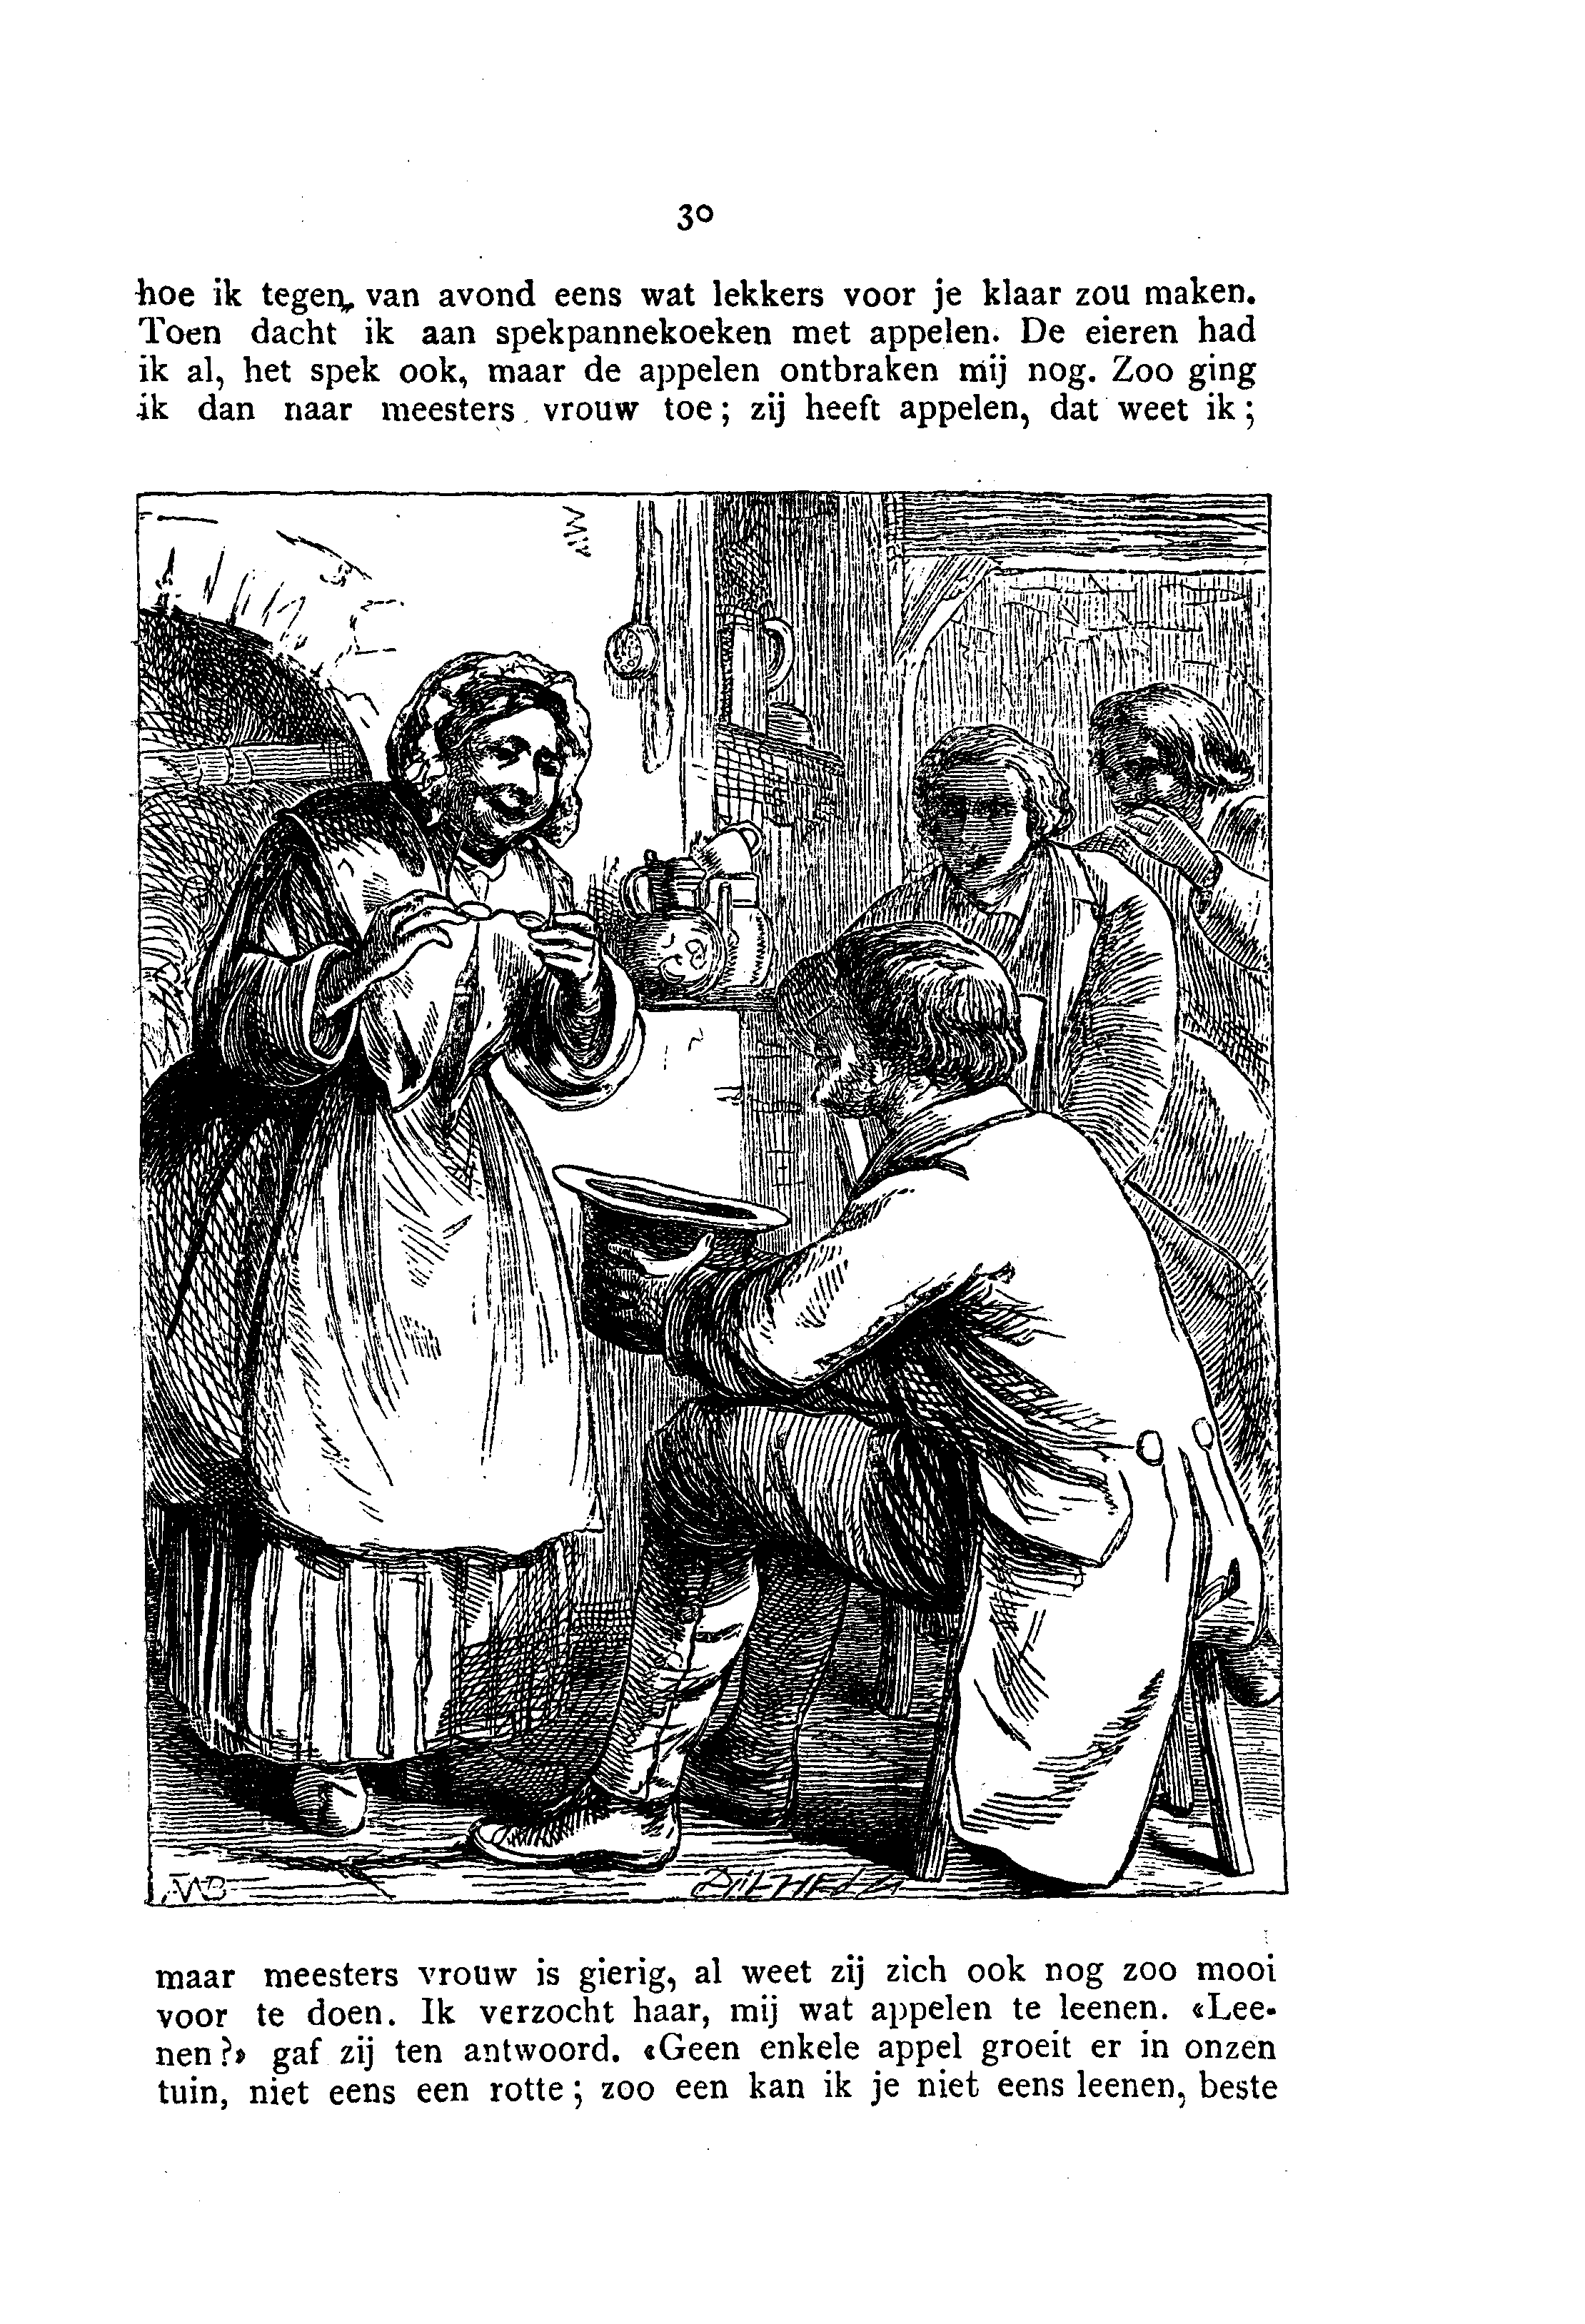 30
hoe ik tegen van avond eens wat lekkers voor je klaar zou maken.
Toen dacht ik aan spekpannekoeken met appelen. De eieren had
ik al, het spek ook, maar de appelen ontbraken mij nog. Zoo ging
ik dan naar meesters vrouw toe; zij heeft appelen, dat weet ik;
maar meesters vrouw is gierig, al weet zij zich ook nog zoo mooi
voor te doen. Ik verzocht haar, mij wat appelen te leenen. «Lee-
nen?» gaf zij ten antwoord. «Geen enkele appel groeit er in onzen
tuin, niet eens een rotte; zoo een kan ik je niet eens leenen, beste